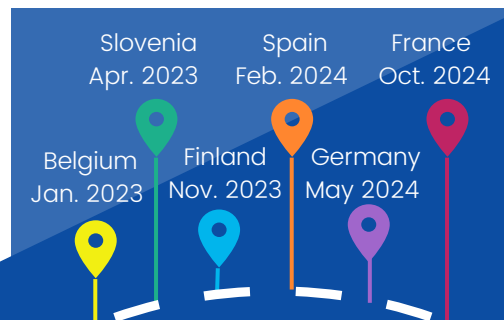 Slovenia
Apr. 2023
Spain
Feb. 2024
France
Oct. 2024
Belgium
Jan. 2023
Finland
Nov. 2023
Germany
May 2024